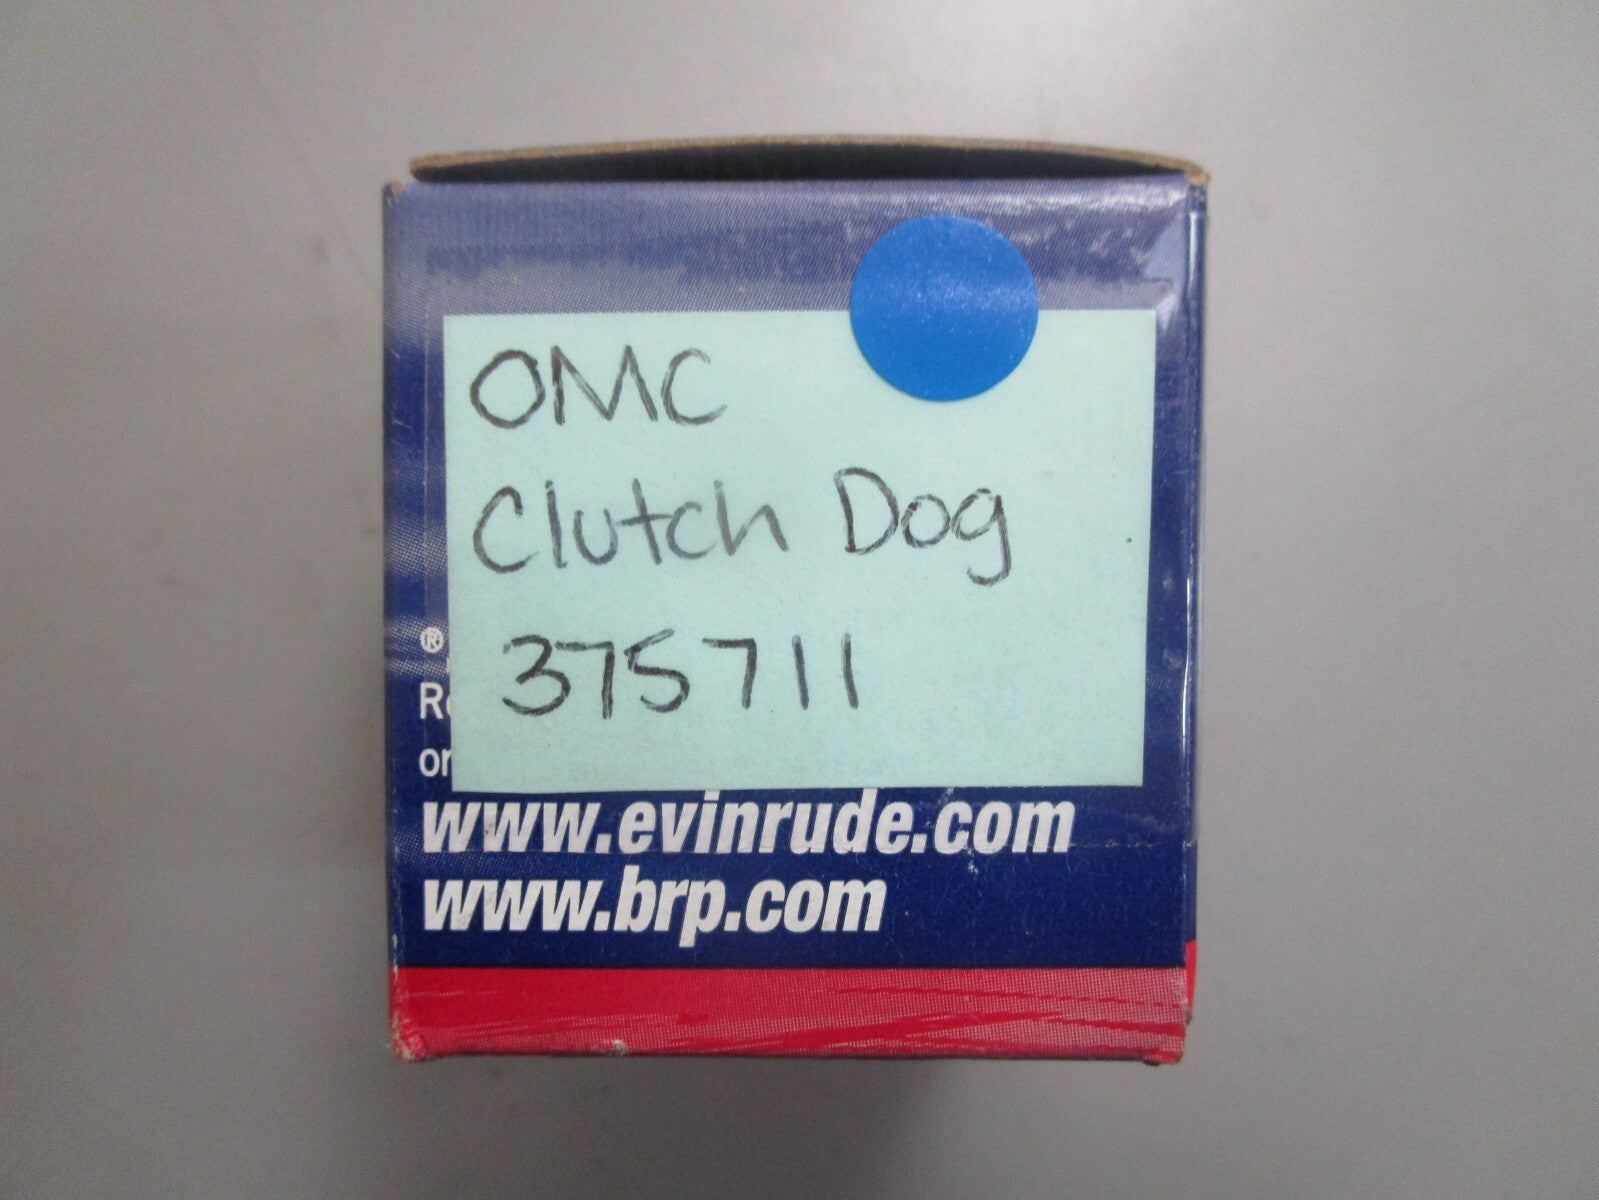 OMC
Clutch Dog
375711
®
www.evinrude.com
www.brp.com